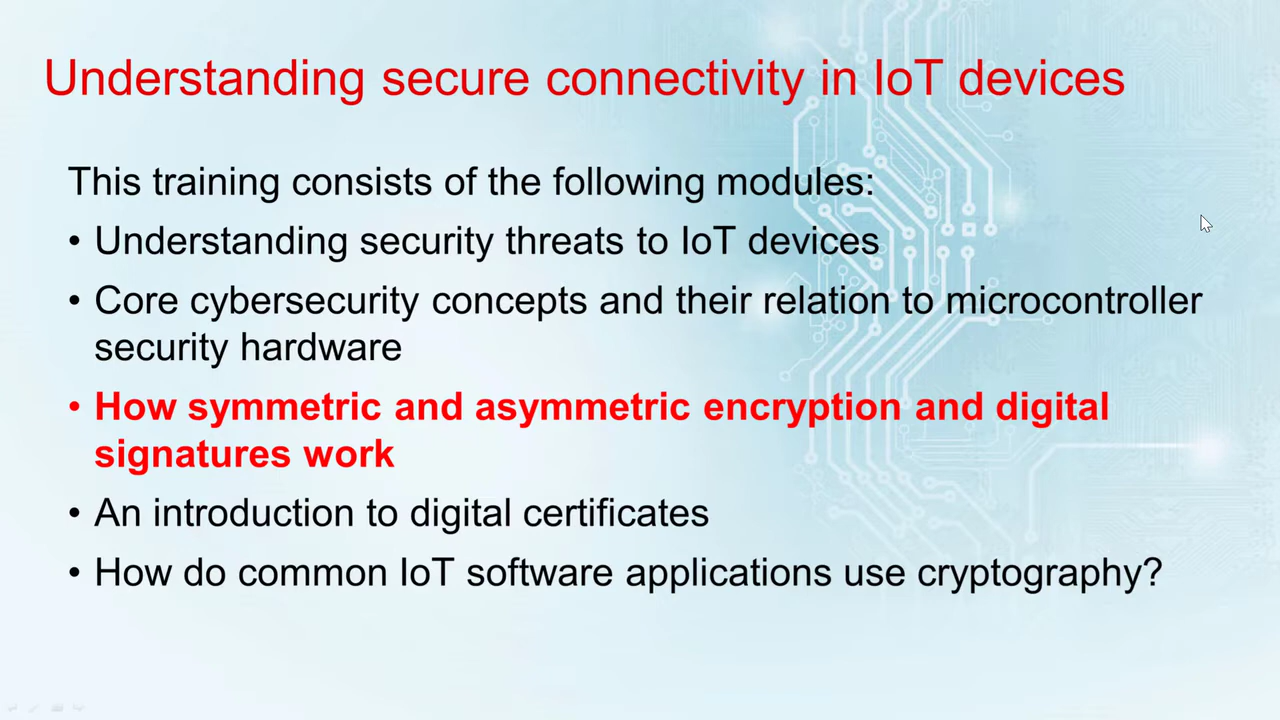 Understanding secure connectivity in IoT devices
This training consists of the following modules:
• Understanding security threats to IoT devices
• Core cybersecurity concepts and their relation to microcontroller
security hardware
• How symmetric and asymmetric encryption and digital
signatures work
• An introduction to digital certificates
• How do common IoT software applications use cryptography?